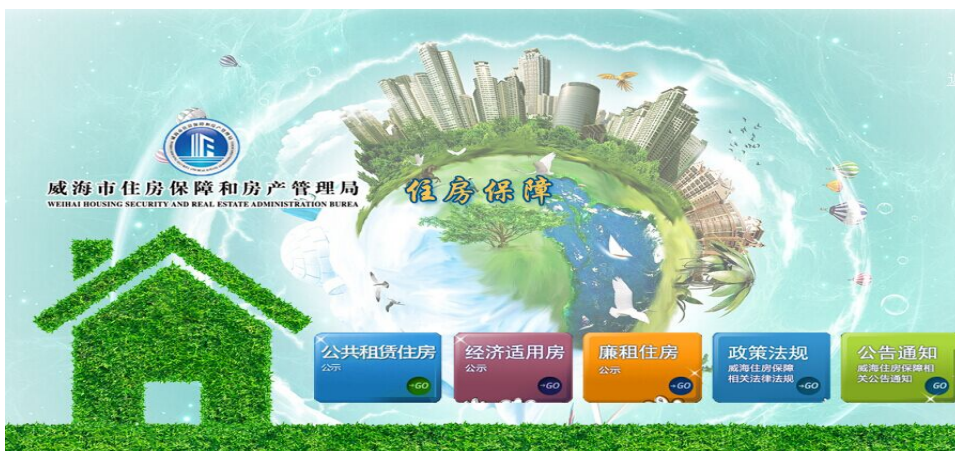 威海市住房保障和房产管理局
WEIHAI HOUSING SECURITY AND REAL ESTATE ADMINISTRATION BUREA
住房保障
公共租赁住房
公示
GO
经济适用房
公示
GO
廉租住房
公示
GO
政策法规
威海住房保障
相关法律法规
GO
公告通知
威海住房保障相
关公告通知
GO